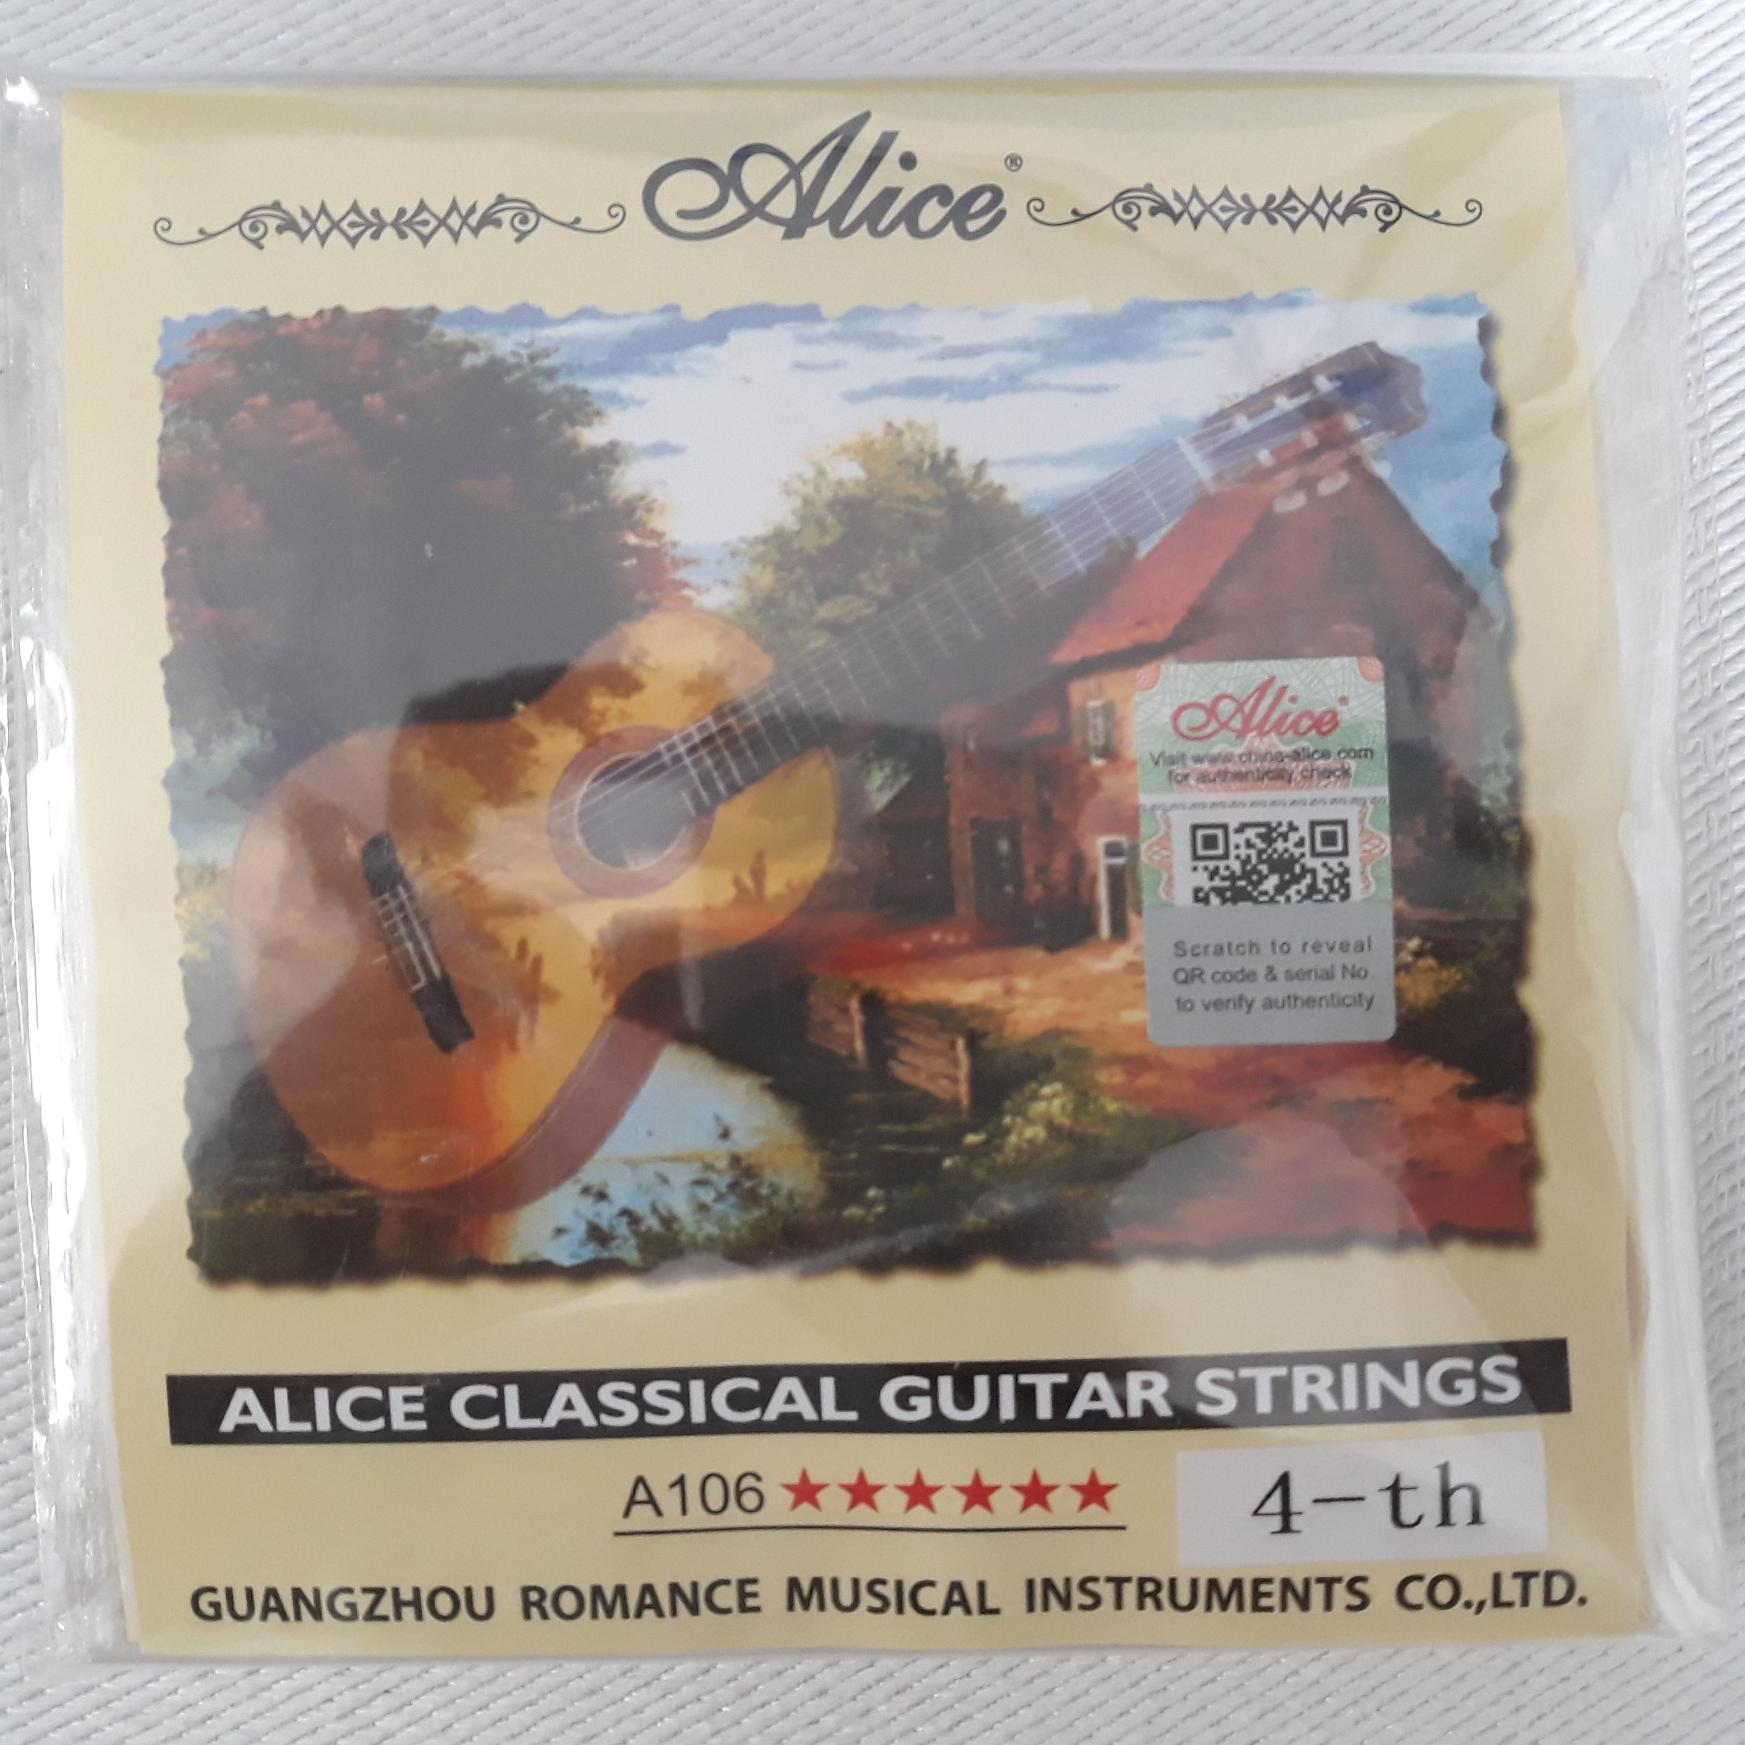 Alice®
Alice®
Visit www.china-alice.com
for authenticity check
Scratch to reveal
QR code & serial No.
to verify authenticity
ALICE CLASSICAL GUITAR STRINGS
A106 ★★★★★★
4-th
GUANGZHOU ROMANCE MUSICAL INSTRUMENTS CO.,LTD.